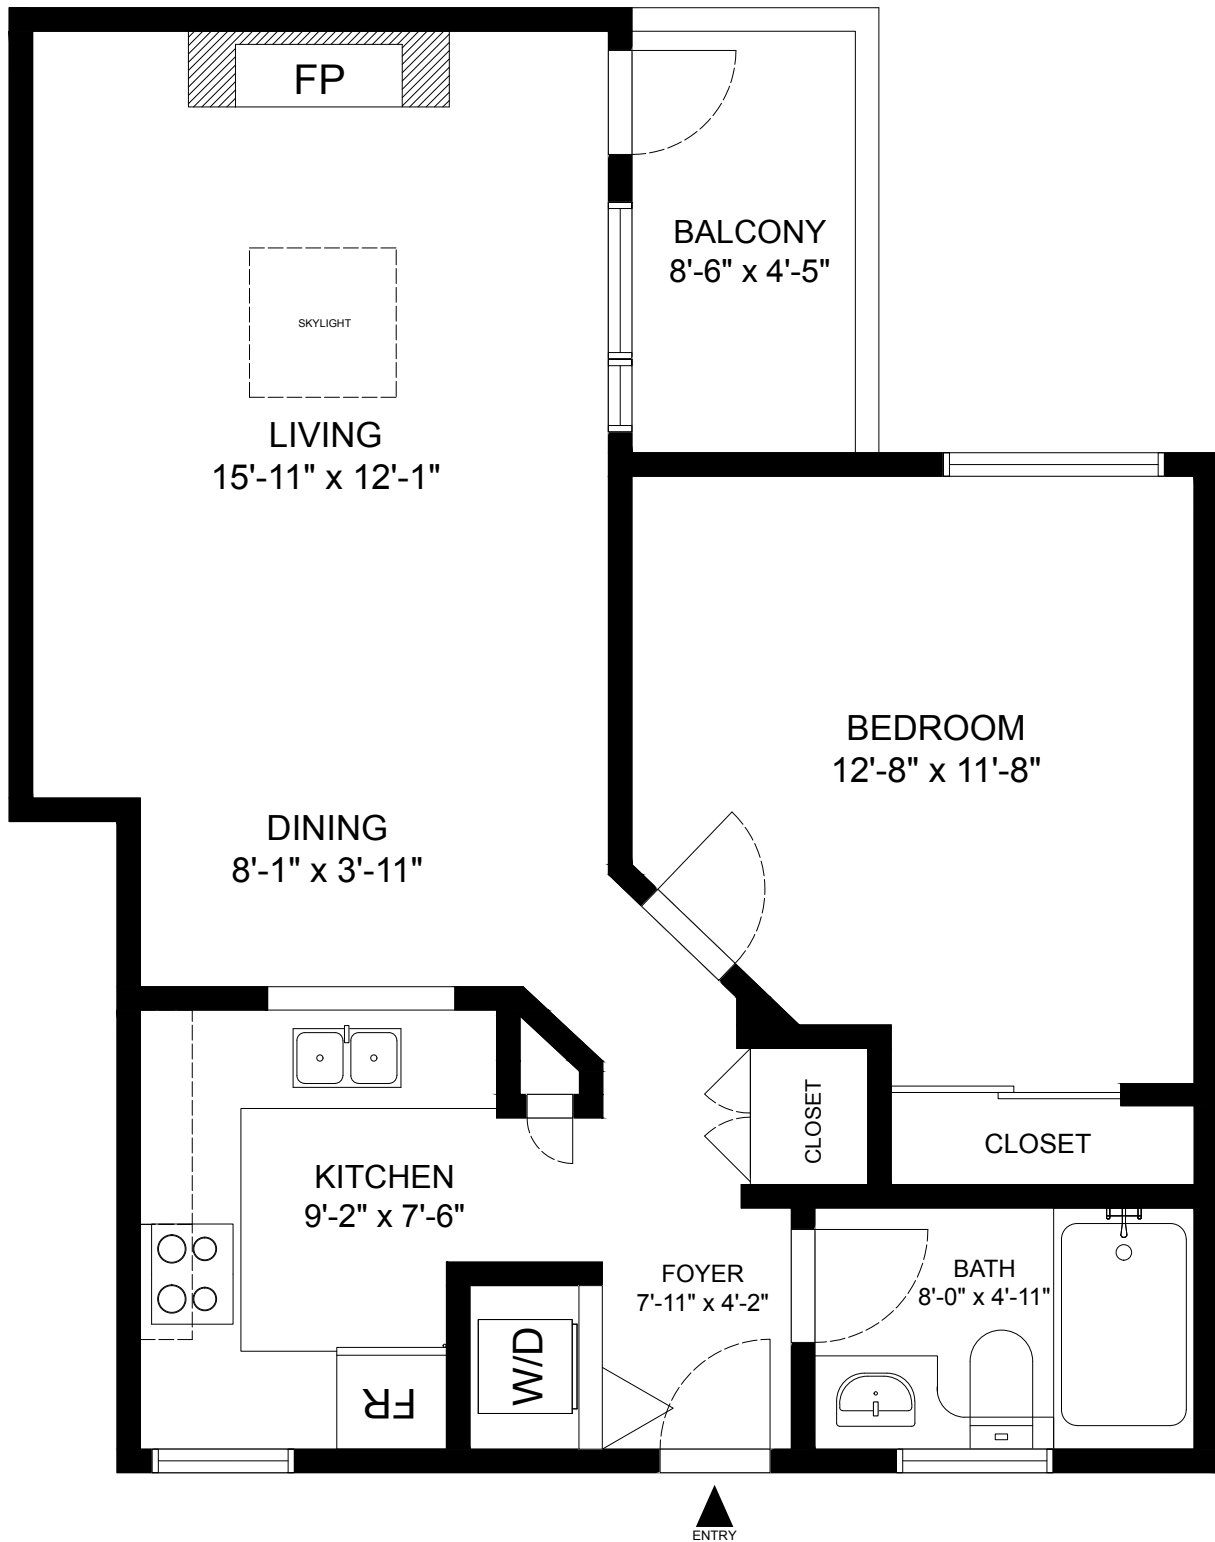 FP
BALCONY
8'-6" x 4'-5"
SKYLIGHT
LIVING
15'-11" x 12'-1"
BEDROOM
12'-8" x 11'-8"
DINING
8'-1" x 3'-11"
CLOSET
CLOSET
KITCHEN
9'-2" x 7'-6"
FOYER
7'-11" x 4'-2"
BATH
8'-0" x 4'-11"
W/D
FR
ENTRY